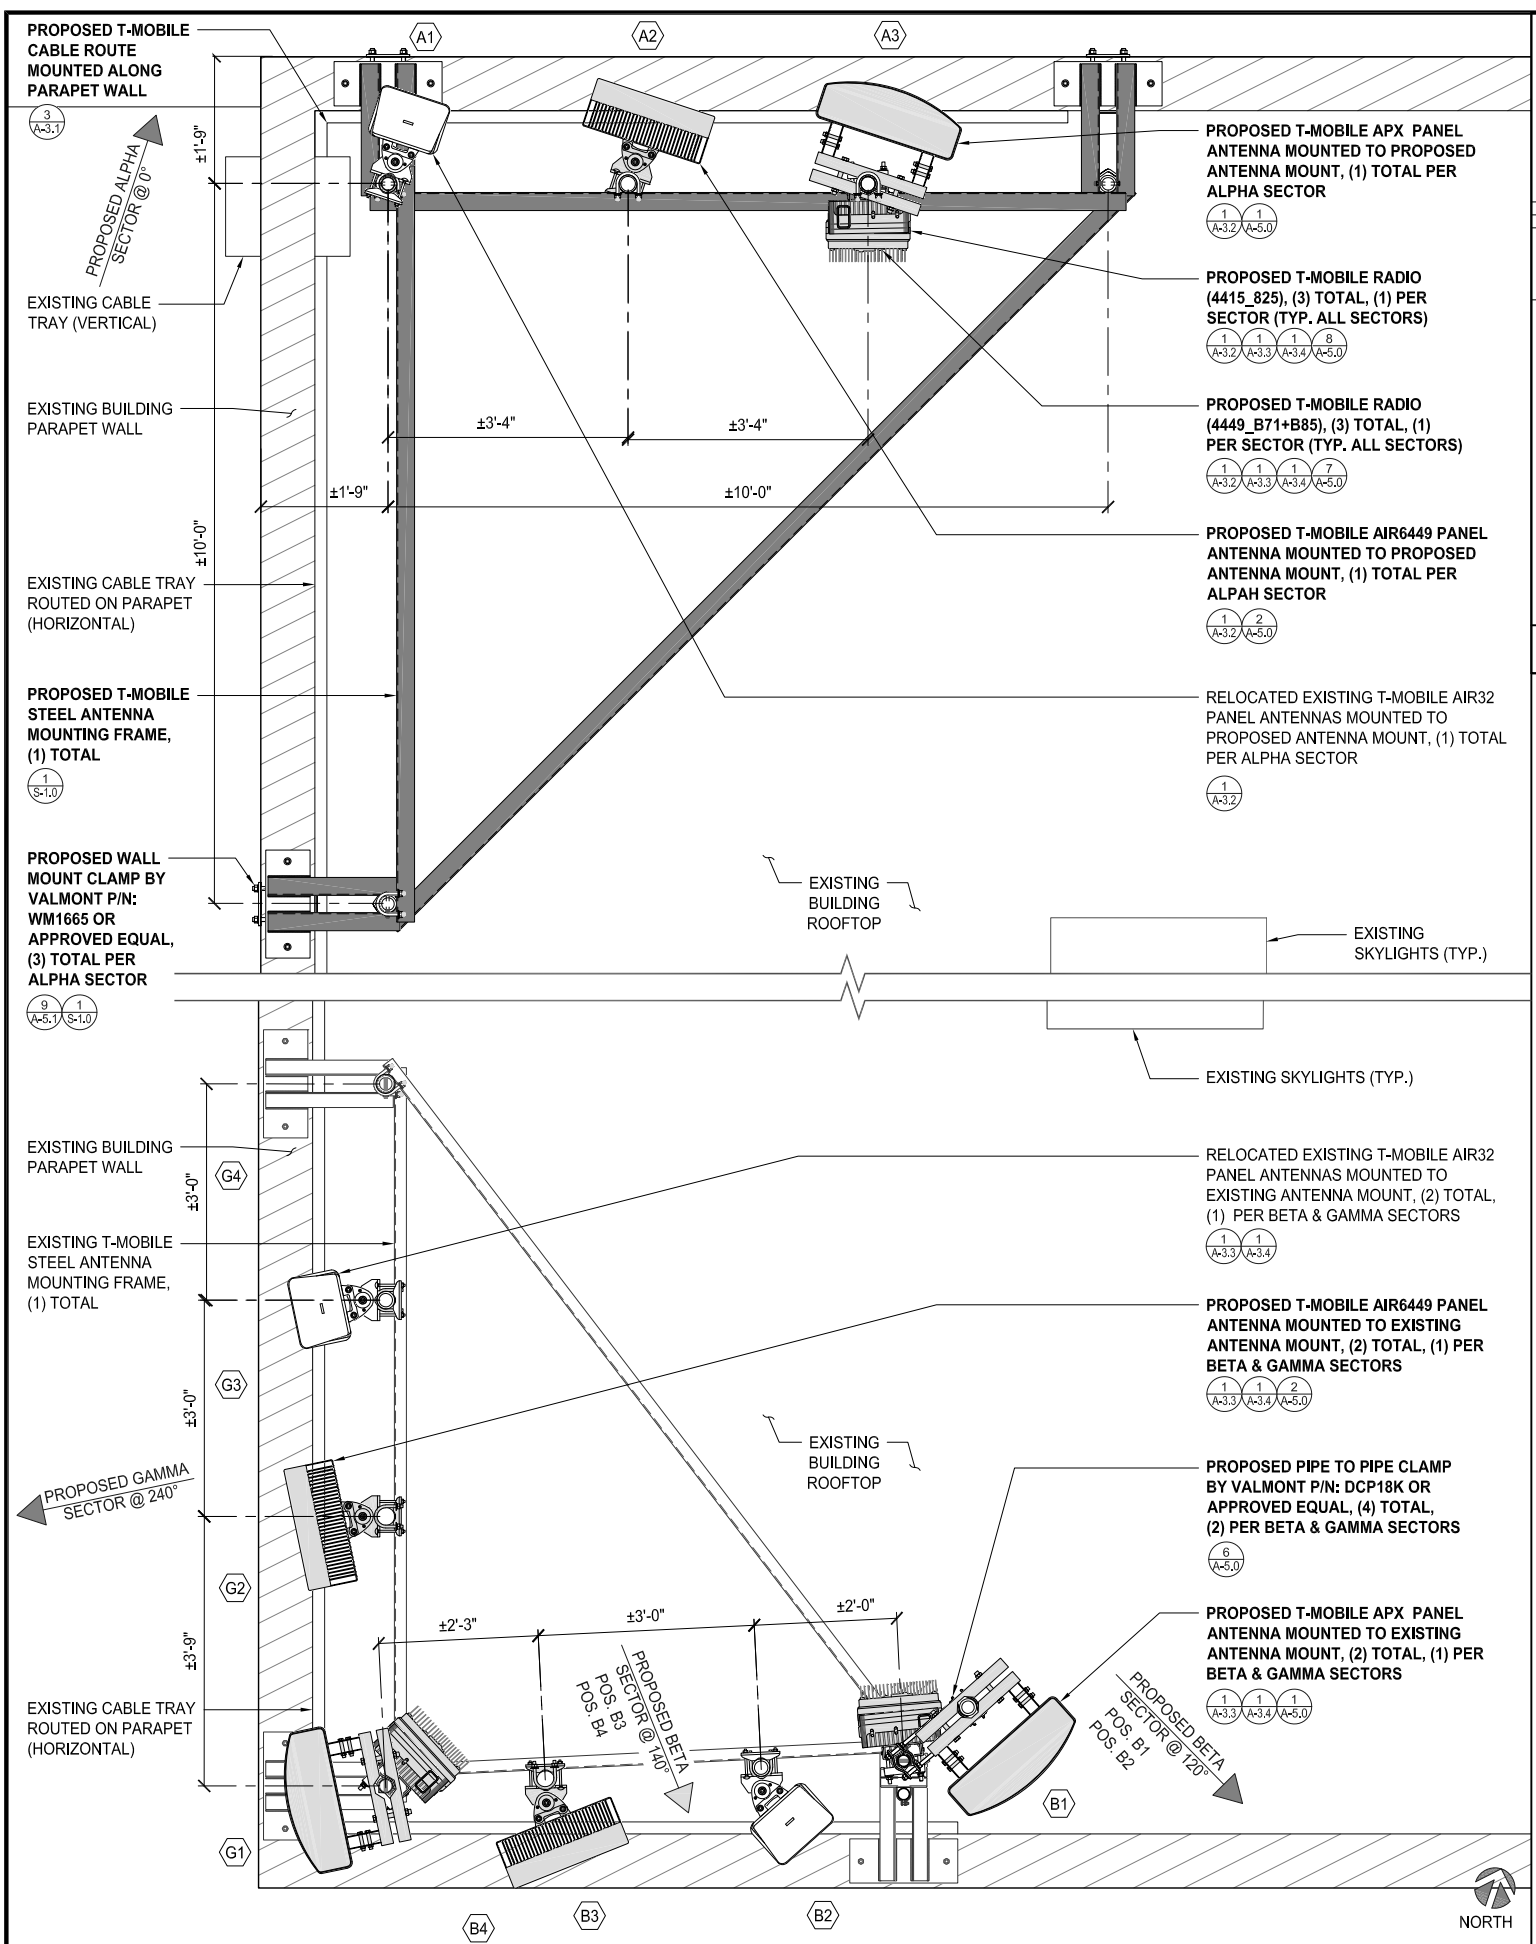 PROPOSED T-MOBILE
CABLE ROUTE
MOUNTED ALONG
PARAPET WALL
3
A-3.1
A1
A2
A3
±1'-9"
PROPOSED ALPHA
SECTOR @ 0°
EXISTING CABLE
TRAY (VERTICAL)
EXISTING BUILDING
PARAPET WALL
±10'-0"
EXISTING CABLE TRAY
ROUTED ON PARAPET
(HORIZONTAL)
PROPOSED T-MOBILE
STEEL ANTENNA
MOUNTING FRAME,
(1) TOTAL
1
S-1.0
PROPOSED WALL
MOUNT CLAMP BY
VALMONT P/N:
WM1665 OR
APPROVED EQUAL,
(3) TOTAL PER
ALPHA SECTOR
9 1
A-5.1 S-1.0
±3'-4"
±3'-4"
±1'-9"
±10'-0"
PROPOSED T-MOBILE APX PANEL
ANTENNA MOUNTED TO PROPOSED
ANTENNA MOUNT, (1) TOTAL PER
ALPHA SECTOR
1 1
A-3.2 A-5.0
PROPOSED T-MOBILE RADIO
(4415_825), (3) TOTAL, (1) PER
SECTOR (TYP. ALL SECTORS)
1 1 1 8
A-3.2 A-3.3 A-3.4 A-5.0
PROPOSED T-MOBILE RADIO
(4449_B71+B85), (3) TOTAL, (1)
PER SECTOR (TYP. ALL SECTORS)
1 1 1 7
A-3.2 A-3.3 A-3.4 A-5.0
PROPOSED T-MOBILE AIR6449 PANEL
ANTENNA MOUNTED TO PROPOSED
ANTENNA MOUNT, (1) TOTAL PER
ALPAH SECTOR
1 2
A-3.2 A-5.0
RELOCATED EXISTING T-MOBILE AIR32
PANEL ANTENNAS MOUNTED TO
PROPOSED ANTENNA MOUNT, (1) TOTAL
PER ALPHA SECTOR
1
A-3.2
EXISTING
BUILDING
ROOFTOP
EXISTING
SKYLIGHTS (TYP.)
EXISTING SKYLIGHTS (TYP.)
EXISTING BUILDING
PARAPET WALL
G4
±3'-0"
EXISTING T-MOBILE
STEEL ANTENNA
MOUNTING FRAME,
(1) TOTAL
G3
±3'-0"
PROPOSED GAMMA
SECTOR @ 240°
G2
±3'-9"
EXISTING CABLE TRAY
ROUTED ON PARAPET
(HORIZONTAL)
G1
RELOCATED EXISTING T-MOBILE AIR32
PANEL ANTENNAS MOUNTED TO
EXISTING ANTENNA MOUNT, (2) TOTAL,
(1) PER BETA & GAMMA SECTORS
1 1
A-3.3 A-3.4
PROPOSED T-MOBILE AIR6449 PANEL
ANTENNA MOUNTED TO EXISTING
ANTENNA MOUNT, (2) TOTAL, (1) PER
BETA & GAMMA SECTORS
1 1 2
A-3.3 A-3.4 A-5.0
EXISTING
BUILDING
ROOFTOP
PROPOSED PIPE TO PIPE CLAMP
BY VALMONT P/N: DCP18K OR
APPROVED EQUAL, (4) TOTAL,
(2) PER BETA & GAMMA SECTORS
6
A-5.0
PROPOSED T-MOBILE APX PANEL
ANTENNA MOUNTED TO EXISTING
ANTENNA MOUNT, (2) TOTAL, (1) PER
BETA & GAMMA SECTORS
1 1 1
A-3.3 A-3.4 A-5.0
±2'-3"
±3'-0"
±2'-0"
PROPOSED BETA
SECTOR @ 140°
POS. B3
POS. B4
PROPOSED BETA
SECTOR @ 120°
POS. B1
POS. B2
B1
B4
B3
B2
NORTH